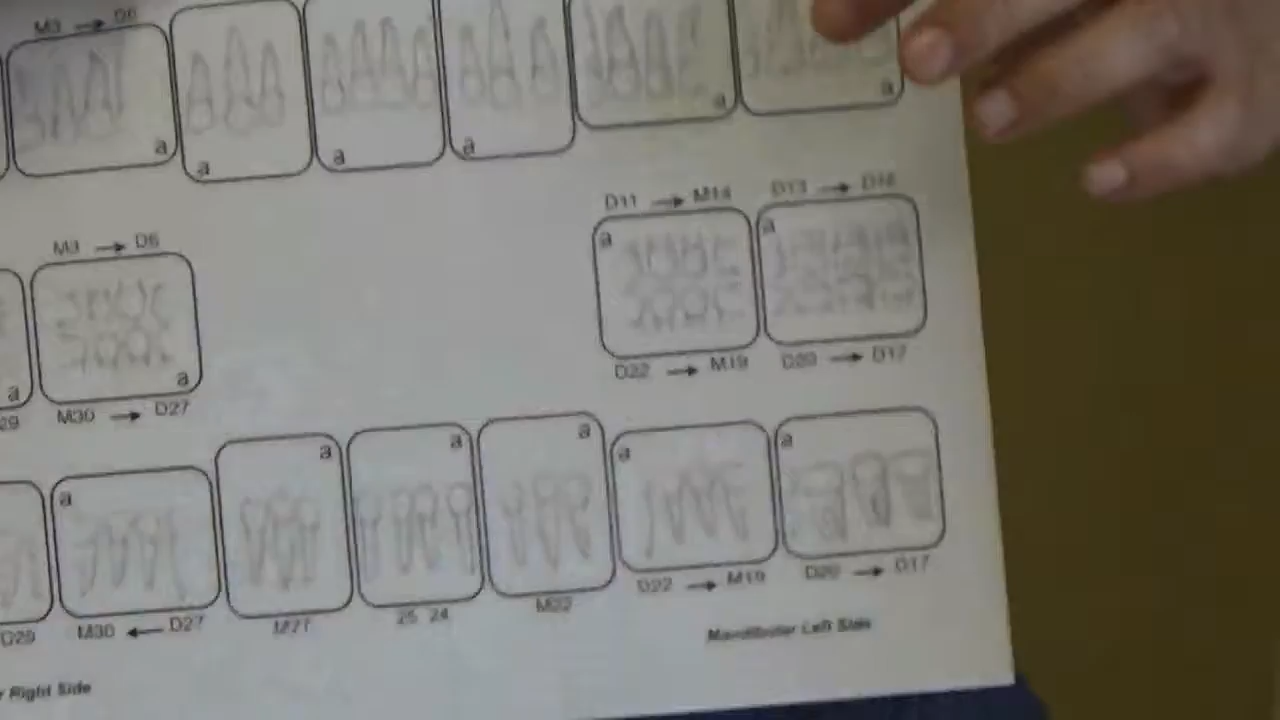 M3 → D6
a a a a a a
M3 → D6
D11 → M14
D13 → D16
a a a a
29
M30 → D27
D22 → M19
D20 → D17
a a a a a a
D29
M30 ← D27
M27
25 24
M22
D22 → M19
D20 → D17
Mandibular Left Side
Right Side